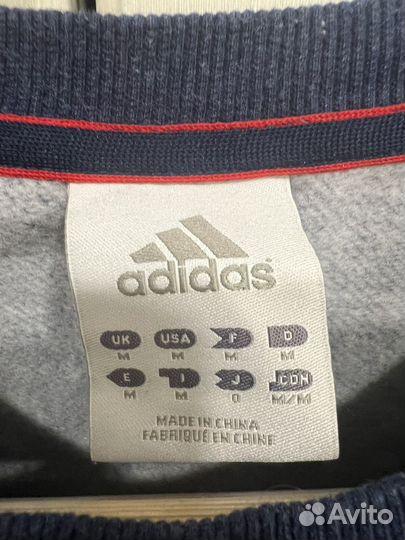 adidas
UK USA F D
M M M M
E I J CDN
M M O M/M
MADE IN CHINA
FABRIQUÉ EN CHINE
Avito